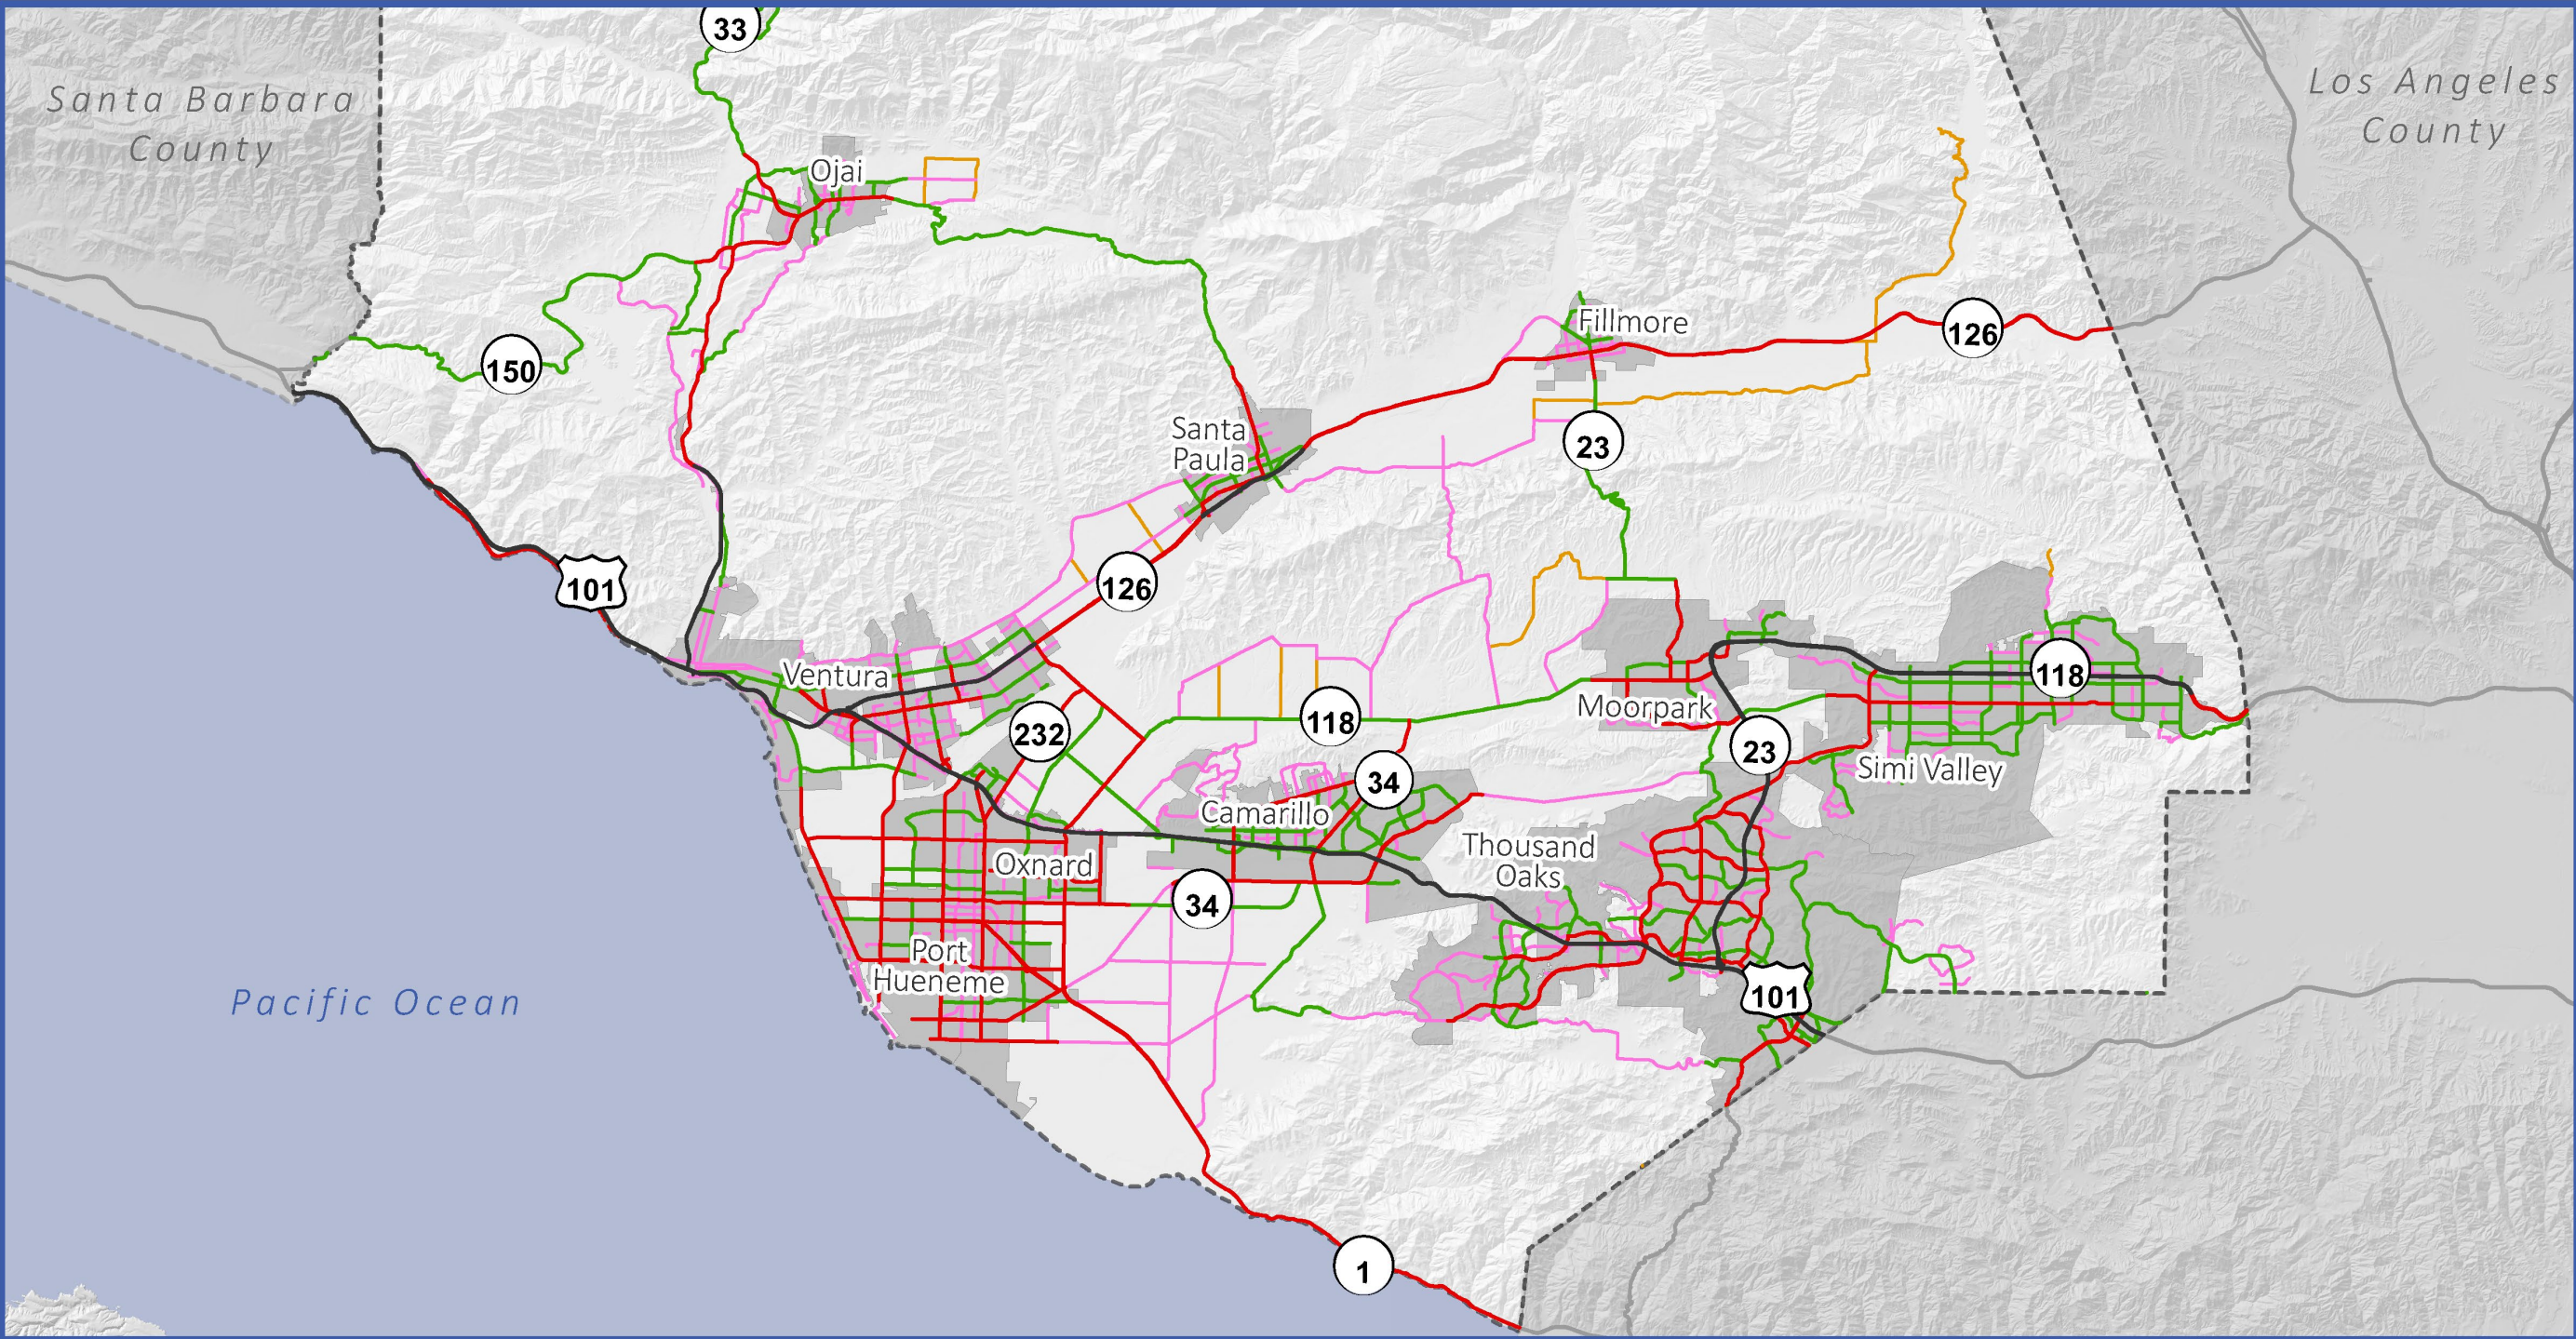 33
Santa Barbara
County
Los Angeles
County
Ojai
Fillmore
126
150
Santa
Paula
23
101
126
Ventura
118
Moorpark
118
232
23
34
Simi Valley
Camarillo
Thousand
Oaks
Oxnard
34
Port
Hueneme
101
Pacific Ocean
1